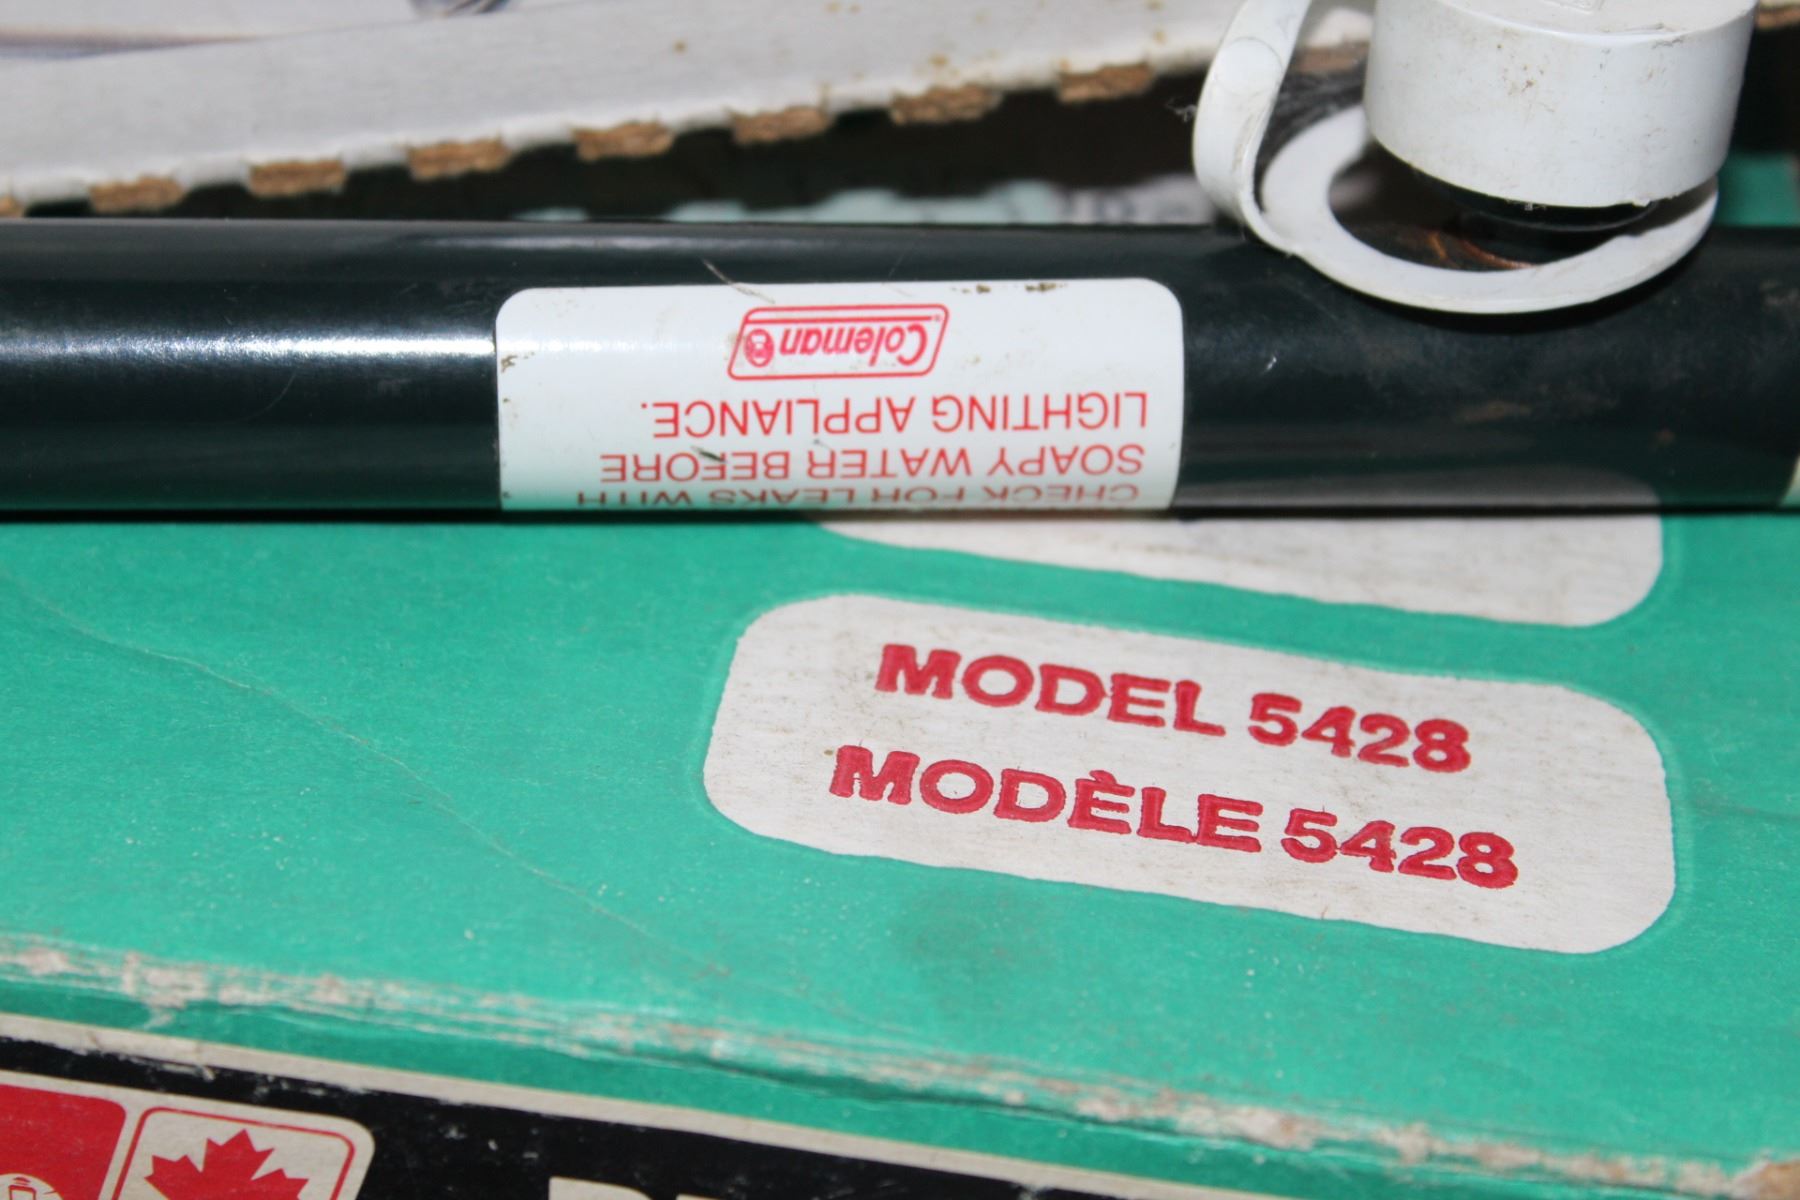 CHECK FOR LEAKS WITH
SOAPY WATER BEFORE
LIGHTING APPLIANCE.
Coleman
MODEL 5428
MODÈLE 5428